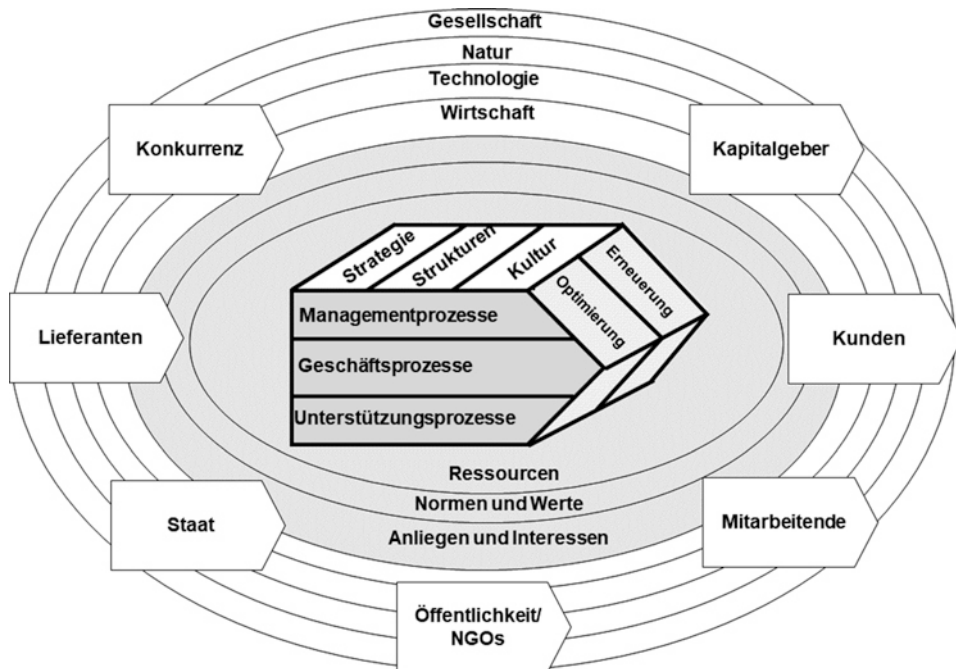 Gesellschaft
Natur
Technologie
Wirtschaft
Konkurrenz
Kapitalgeber
Strategie
Strukturen
Kultur
Erneuerung
Optimierung
Managementprozesse
Lieferanten
Kunden
Geschäftsprozesse
Unterstützungsprozesse
Ressourcen
Normen und Werte
Anliegen und Interessen
Staat
Mitarbeitende
Öffentlichkeit/
NGOs